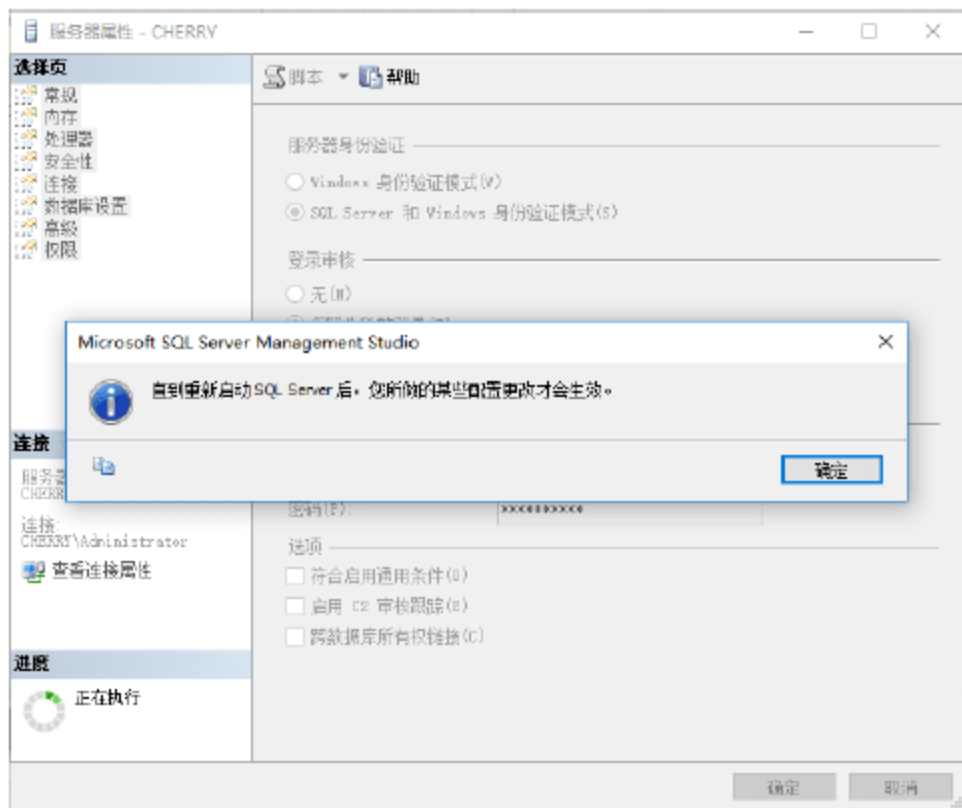 服务器属性 - CHERRY
选择页
常规
内存
处理器
安全性
连接
数据库设置
高级
权限
脚本
帮助
服务器身份验证
Windows 身份验证模式(W)
SQL Server 和 Windows 身份验证模式(S)
登录审核
无(N)
Microsoft SQL Server Management Studio
直到重新启动 SQL Server 后，您所做的某些配置更改才会生效。
确定
连接
服务器
CHERR
连接:
CHERRY\Administrator
查看连接属性
密码(P):
**********
选项
符合启用通用条件(O)
启用 C2 审核跟踪(E)
跨数据库所有权链接(C)
进度
正在执行
确定
取消